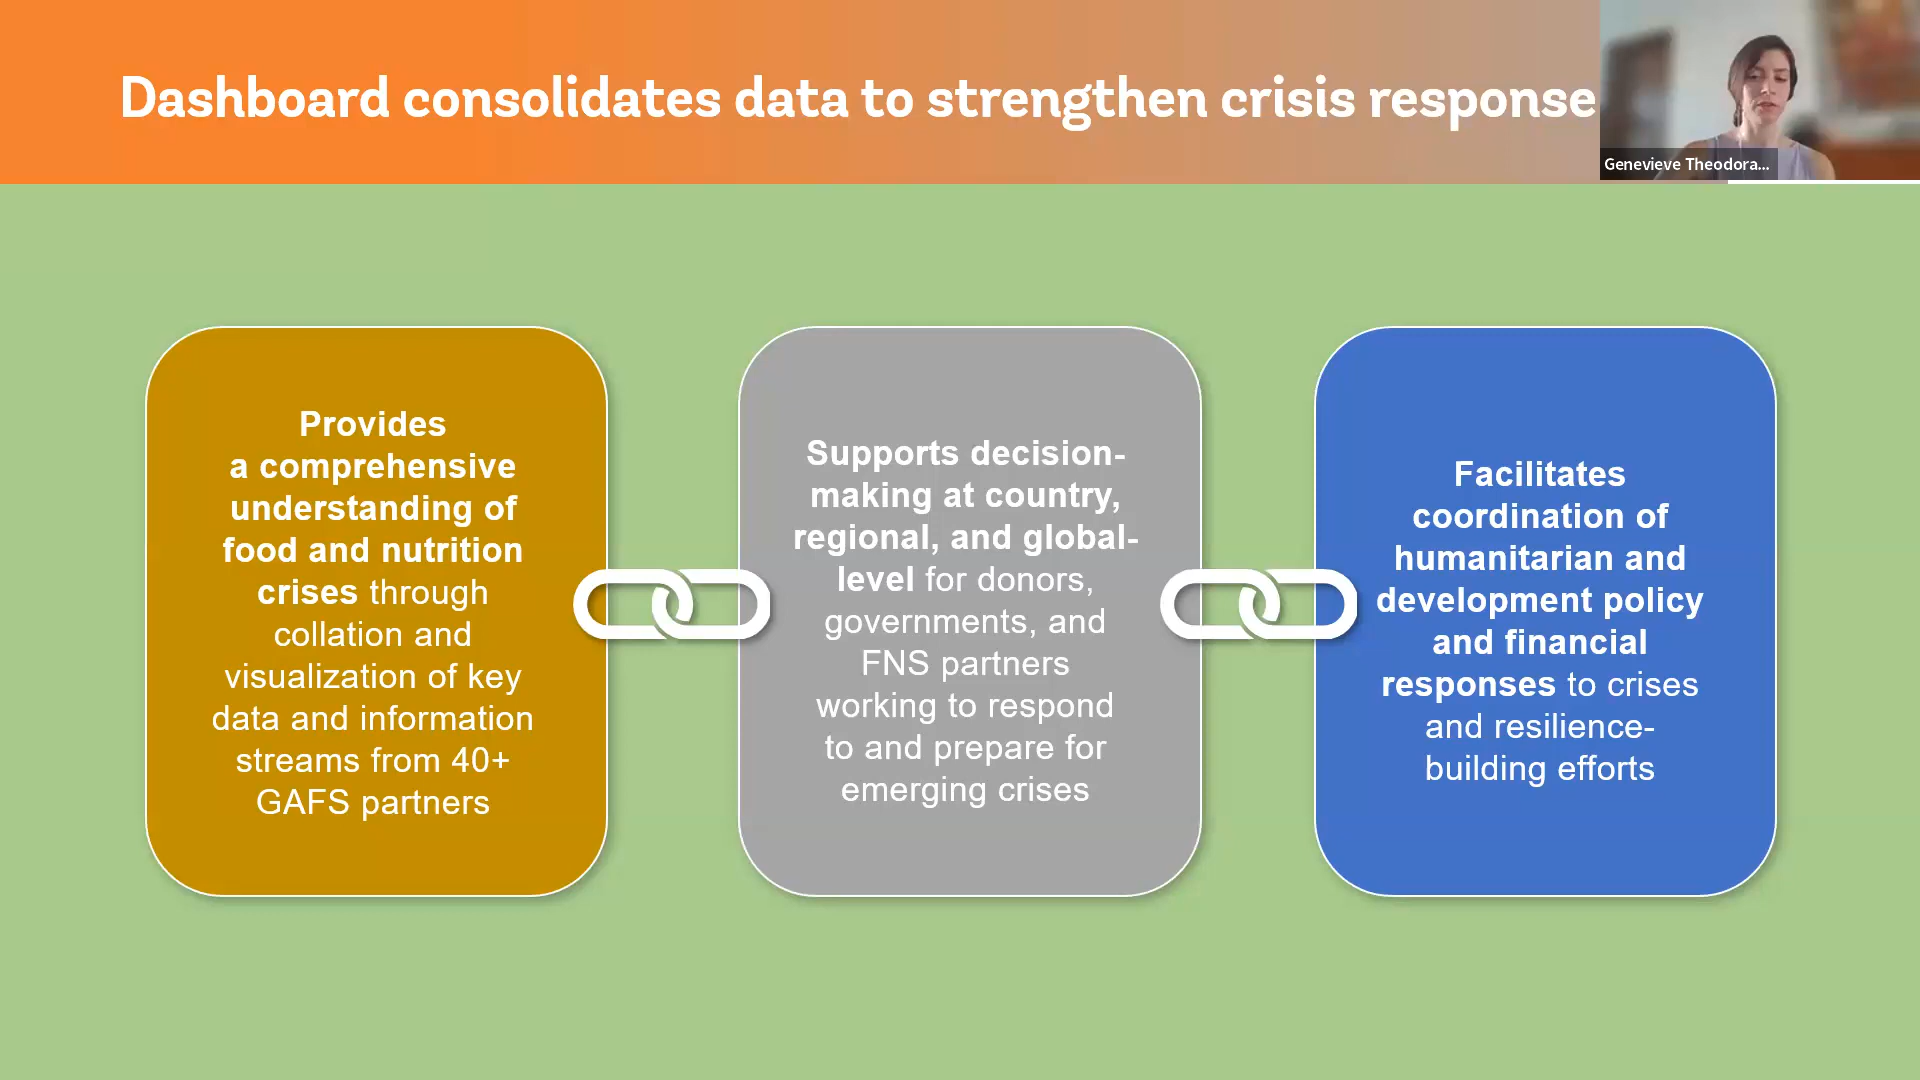 Dashboard consolidates data to strengthen crisis response
Genevieve Theodora...
Provides
a comprehensive
understanding of
food and nutrition
crises through
collation and
visualization of key
data and information
streams from 40+
GAFS partners
Supports decision-
making at country,
regional, and global-
level for donors,
governments, and
FNS partners
working to respond
to and prepare for
emerging crises
Facilitates
coordination of
humanitarian and
development policy
and financial
responses to crises
and resilience-
building efforts